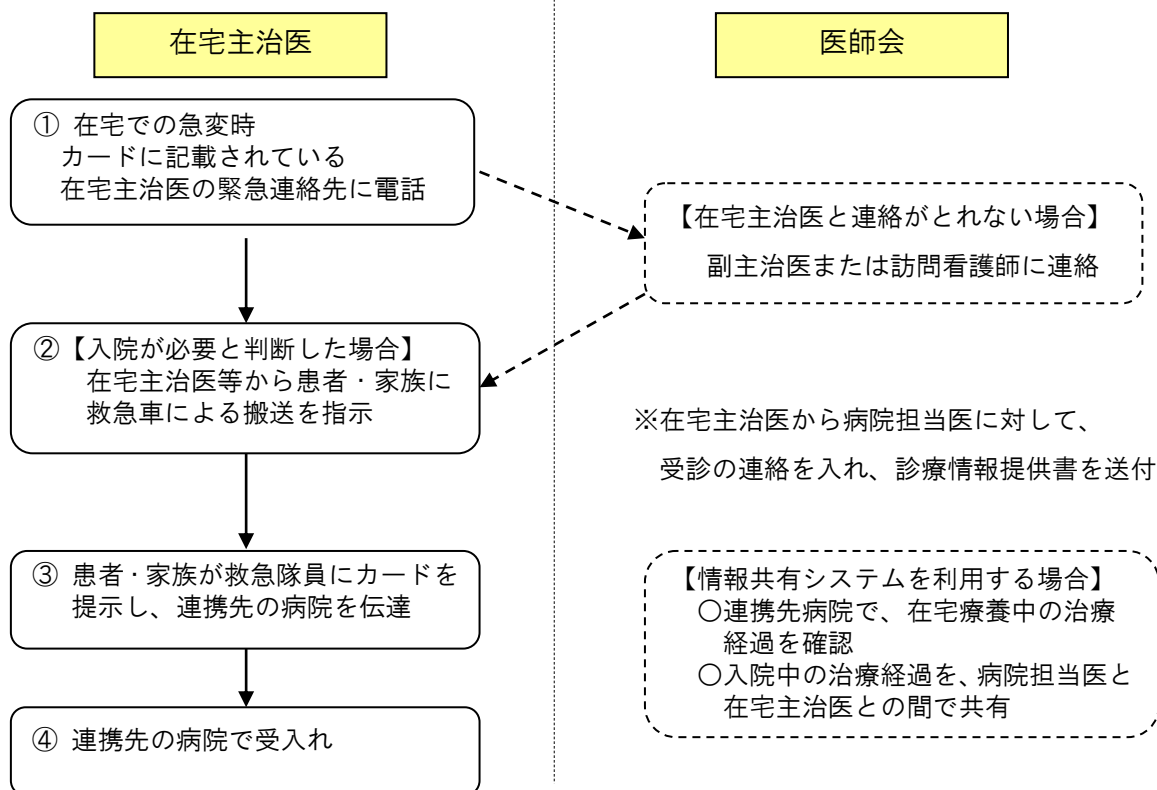 在宅主治医
① 在宅での急変時
カードに記載されている
在宅主治医の緊急連絡先に電話
②【入院が必要と判断した場合】
在宅主治医等から患者・家族に
救急車による搬送を指示
③ 患者・家族が救急隊員にカードを
提示し、連携先の病院を伝達
④ 連携先の病院で受入れ
医師会
【在宅主治医と連絡がとれない場合】
副主治医または訪問看護師に連絡
※在宅主治医から病院担当医に対して、
受診の連絡を入れ、診療情報提供書を送付
【情報共有システムを利用する場合】
〇連携先病院で、在宅療養中の治療
経過を確認
〇入院中の治療経過を、病院担当医と
在宅主治医との間で共有